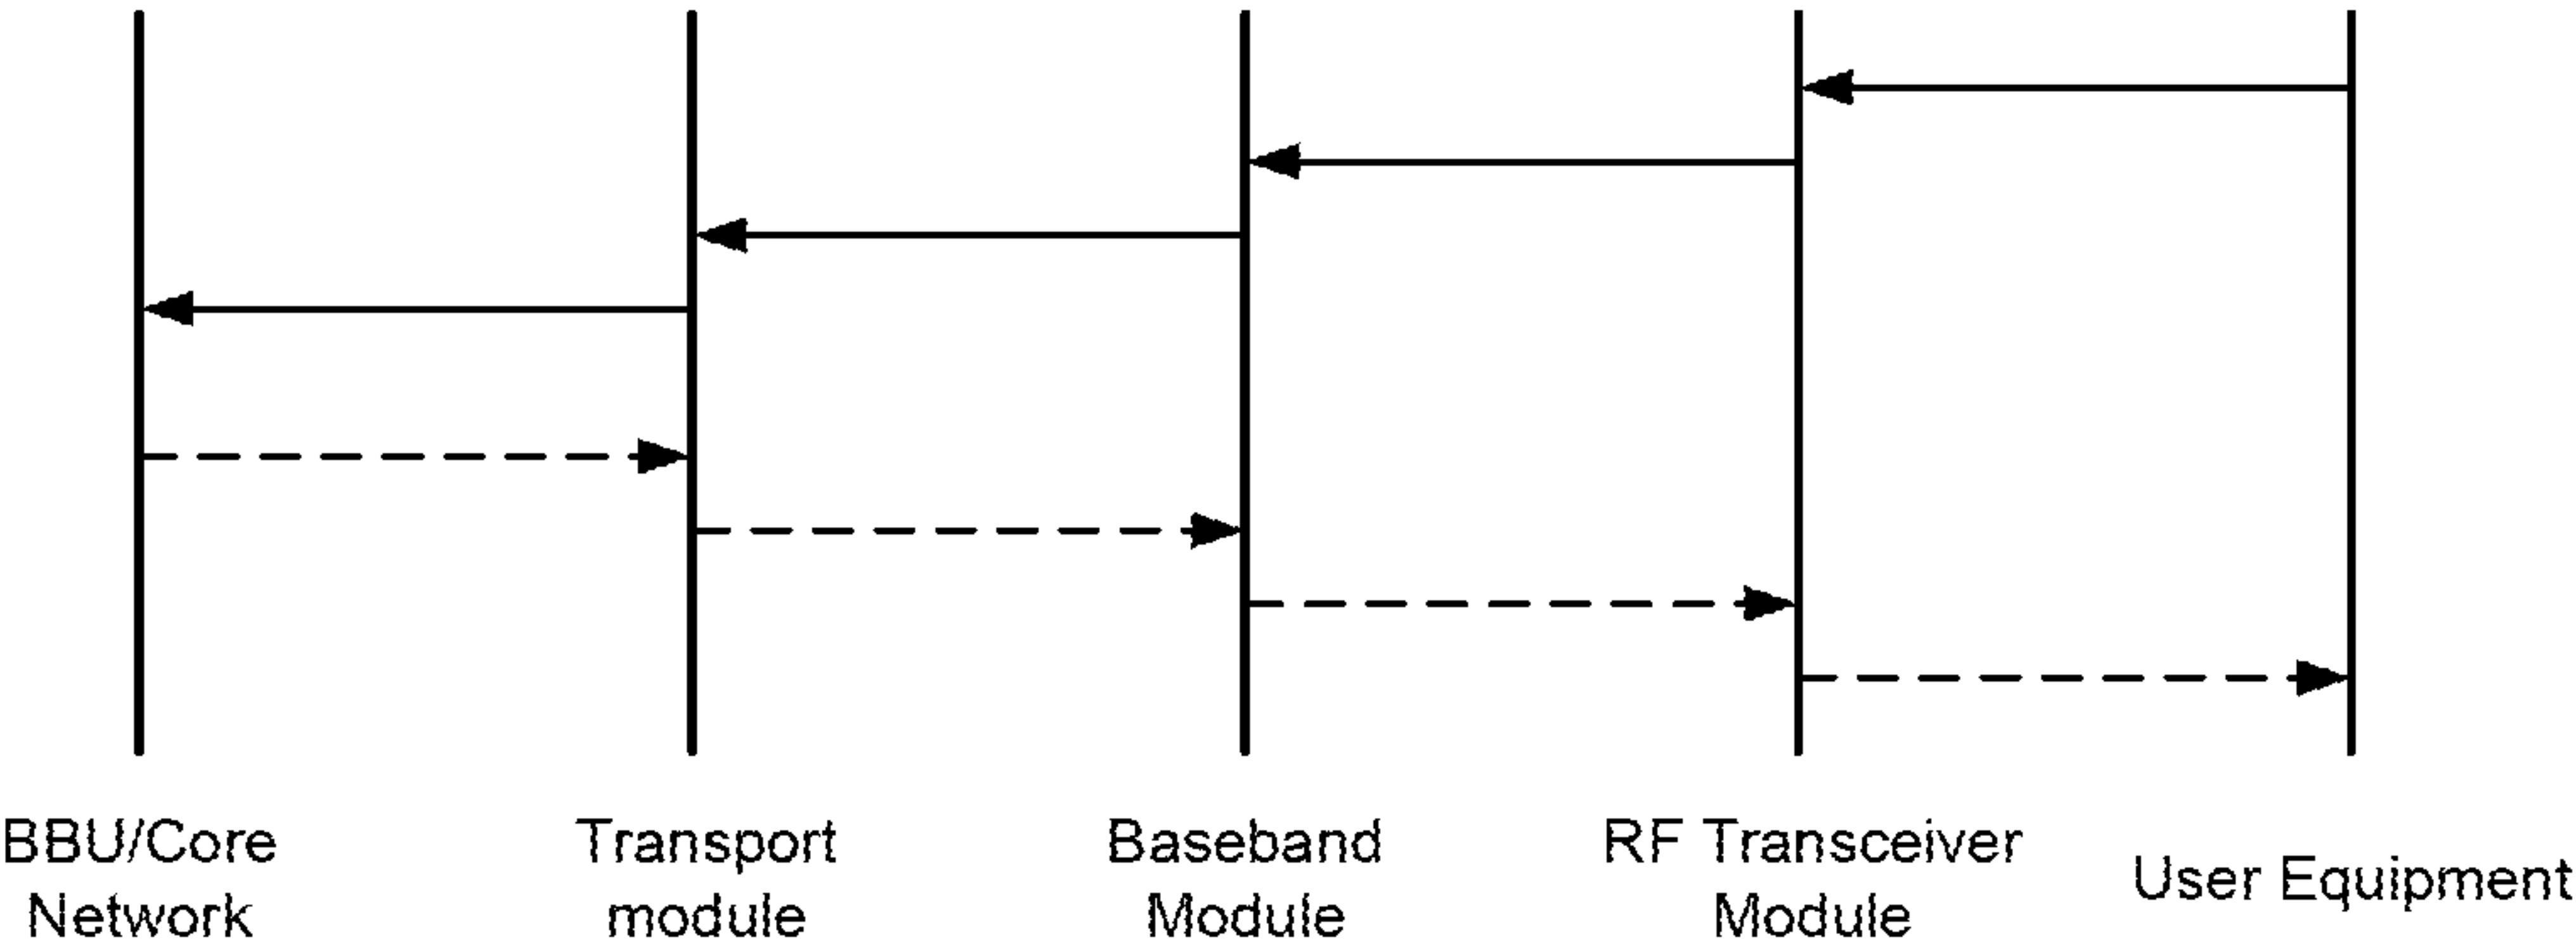 BBU/Core
Network
Transport
module
Baseband
Module
RF Transceiver
Module
User Equipment